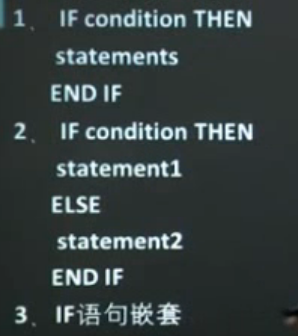 1、 IF condition THEN
statements
END IF
2、 IF condition THEN
statement1
ELSE
statement2
END IF
3、 IF语句嵌套